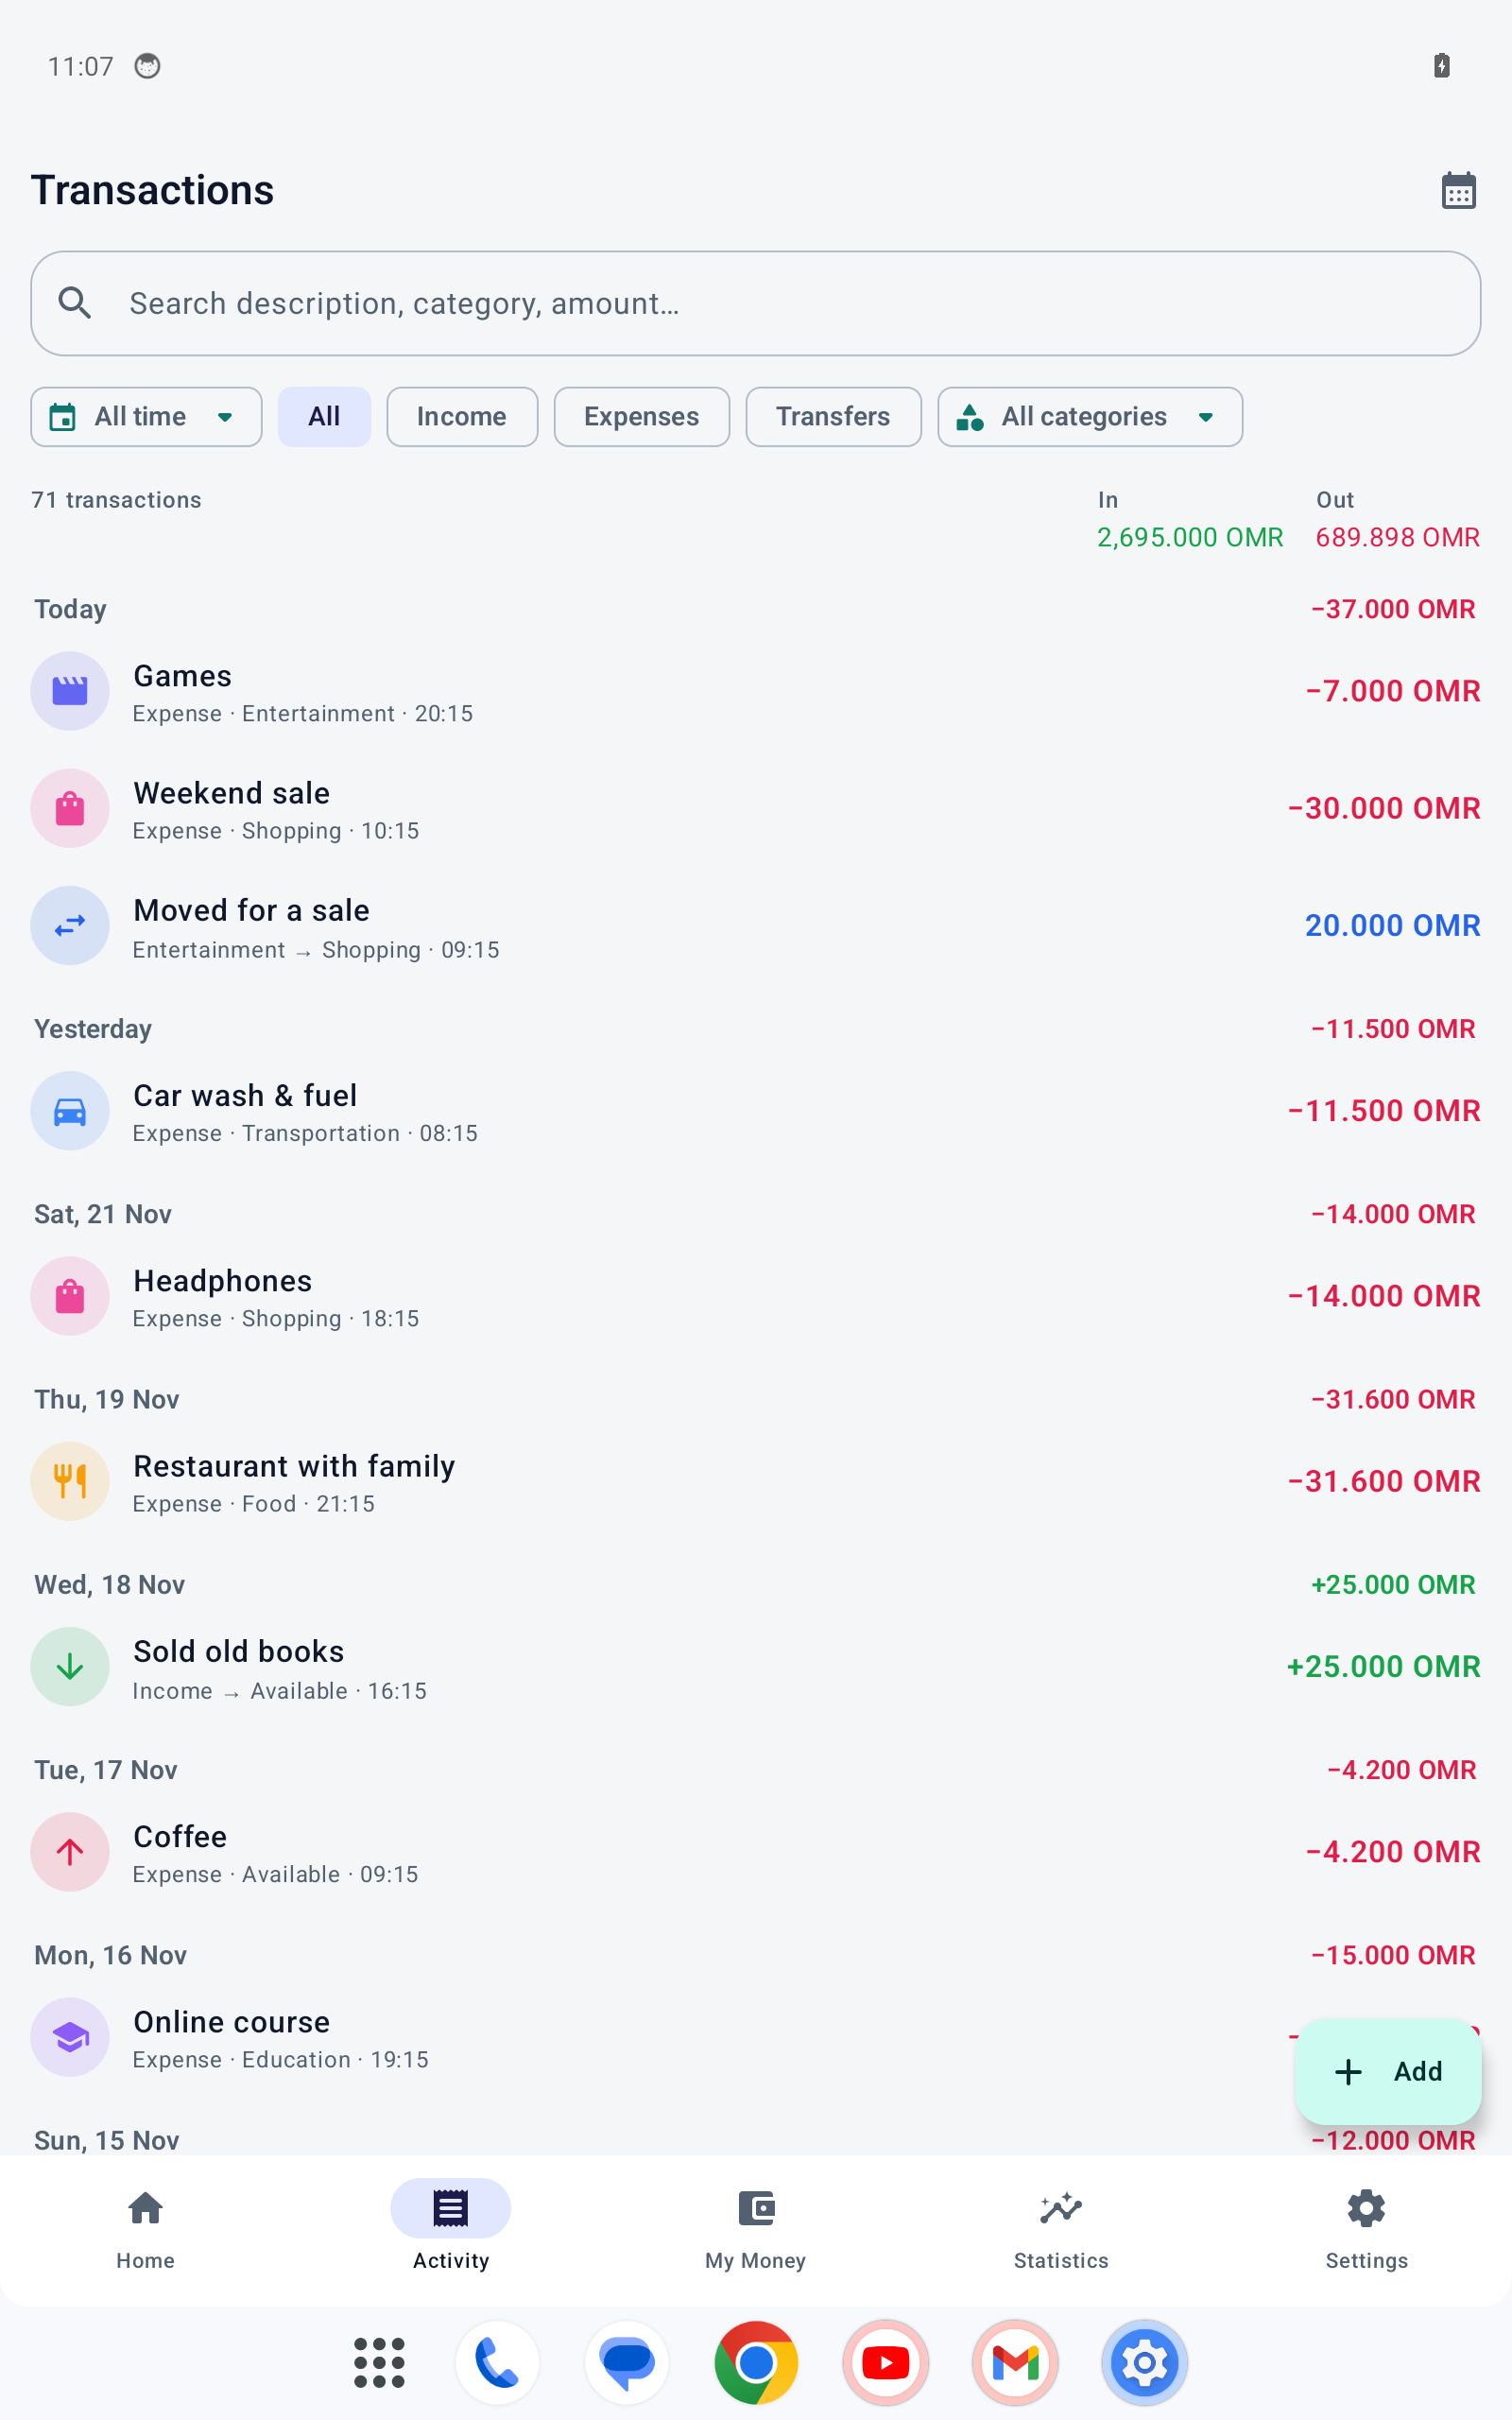 11:07
Transactions
Search description, category, amount…
All time
All
Income
Expenses
Transfers
All categories
71 transactions
In
Out
2,695.000 OMR
689.898 OMR
Today
−37.000 OMR
Games
Expense · Entertainment · 20:15
−7.000 OMR
Weekend sale
Expense · Shopping · 10:15
−30.000 OMR
Moved for a sale
Entertainment → Shopping · 09:15
20.000 OMR
Yesterday
−11.500 OMR
Car wash & fuel
Expense · Transportation · 08:15
−11.500 OMR
Sat, 21 Nov
−14.000 OMR
Headphones
Expense · Shopping · 18:15
−14.000 OMR
Thu, 19 Nov
−31.600 OMR
Restaurant with family
Expense · Food · 21:15
−31.600 OMR
Wed, 18 Nov
+25.000 OMR
Sold old books
Income → Available · 16:15
+25.000 OMR
Tue, 17 Nov
−4.200 OMR
Coffee
Expense · Available · 09:15
−4.200 OMR
Mon, 16 Nov
−15.000 OMR
Online course
Expense · Education · 19:15
Add
Sun, 15 Nov
−12.000 OMR
Home
Activity
My Money
Statistics
Settings